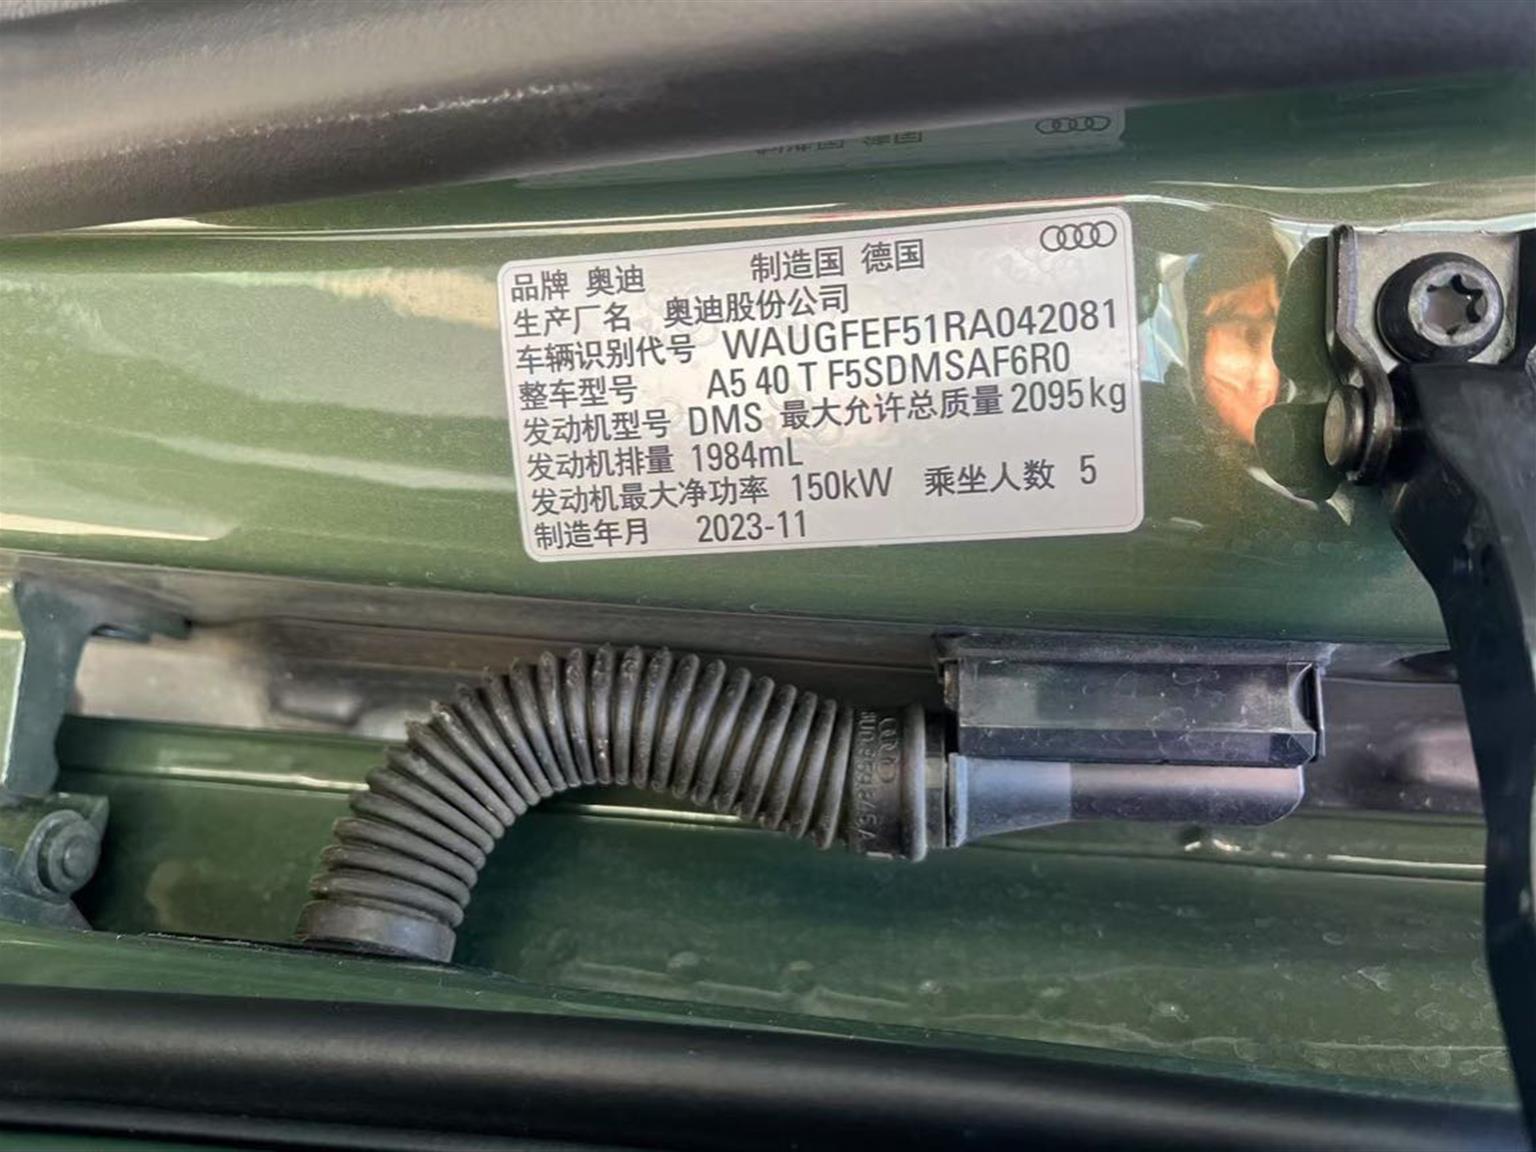 品牌 奥迪 制造国 德国
生产厂名 奥迪股份公司
车辆识别代号 WAUGFEF51RA042081
整车型号 A5 40 T F5SDMSAF6R0
发动机型号 DMS 最大允许总质量 2095kg
发动机排量 1984mL
发动机最大净功率 150kW 乘坐人数 5
制造年月 2023-11